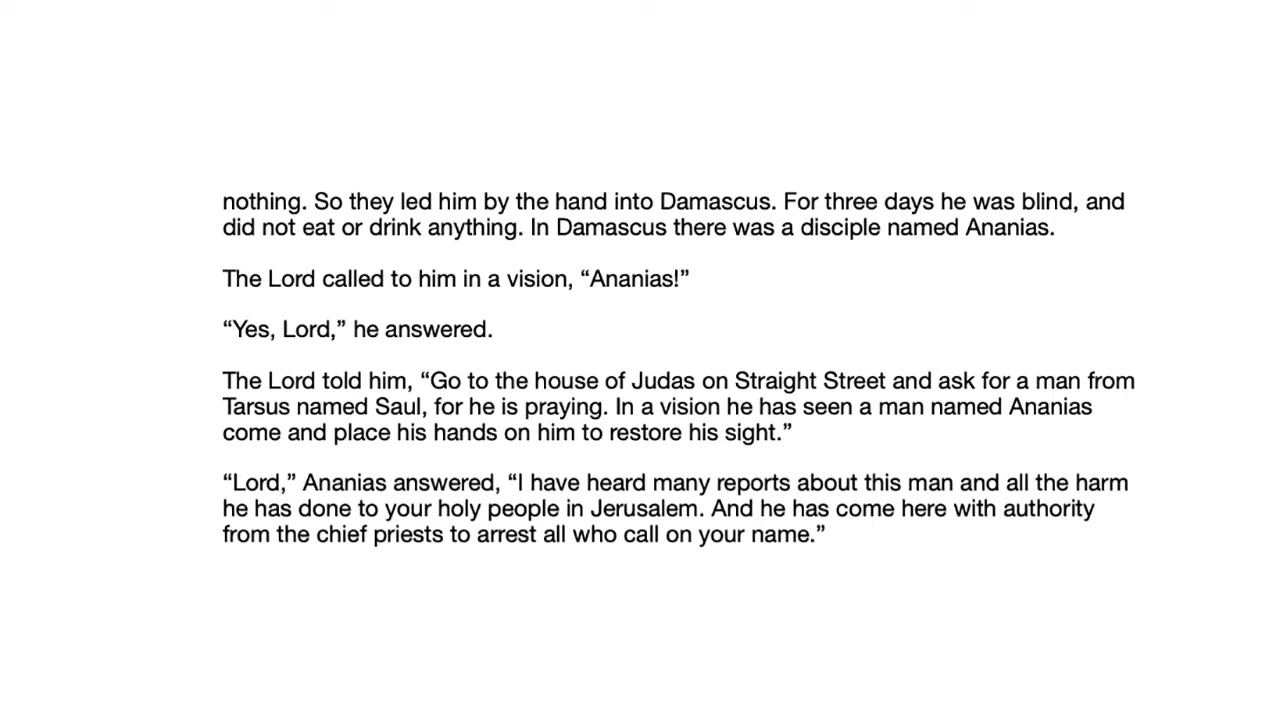 nothing. So they led him by the hand into Damascus. For three days he was blind, and
did not eat or drink anything. In Damascus there was a disciple named Ananias.
The Lord called to him in a vision, “Ananias!”
“Yes, Lord,” he answered.
The Lord told him, “Go to the house of Judas on Straight Street and ask for a man from
Tarsus named Saul, for he is praying. In a vision he has seen a man named Ananias
come and place his hands on him to restore his sight.”
“Lord,” Ananias answered, “I have heard many reports about this man and all the harm
he has done to your holy people in Jerusalem. And he has come here with authority
from the chief priests to arrest all who call on your name.”